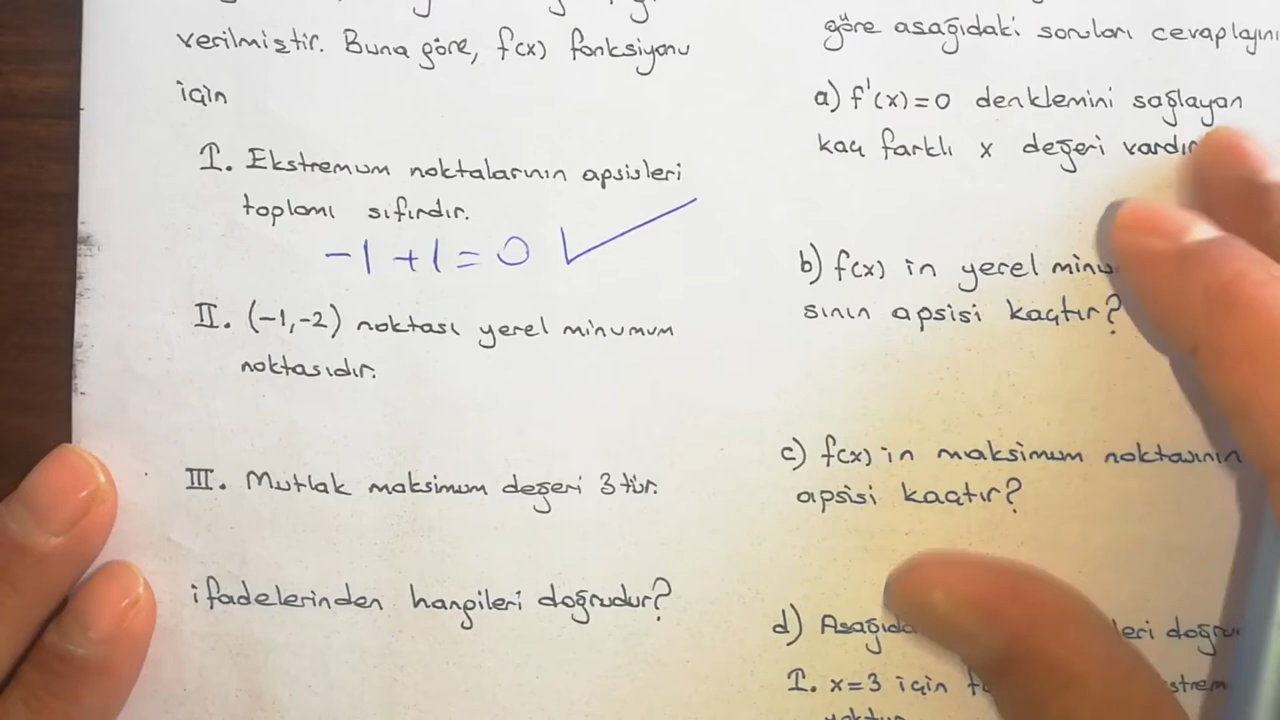 verilmiştir. Buna göre, f(x) fonksiyonu
için
I. Ekstremum noktalarının apsisleri
toplamı sıfırdır.
-1 +1 = 0 ✓
II. (-1,-2) noktası yerel minumum
noktasıdır.
III. Mutlak maksimum değeri 3 tür.
ifadelerinden hangileri doğrudur?
göre aşağıdaki soruları
a) f'(x)=0 denklemini sağlayan
kaç farklı x değeri
b) f(x) in yerel
sının apsisi kaçtır?
c) f(x) in maksimum noktasının
apsisi kaçtır?
d)
I. x=3 için